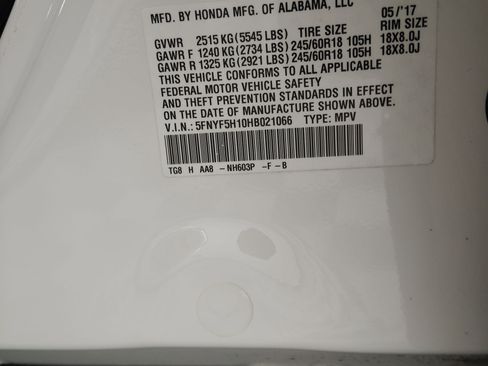 MFD. BY HONDA MFG. OF ALABAMA, LLC 05/'17
GVWR 2515 KG(5545 LBS) TIRE SIZE RIM SIZE
GAWR F 1240 KG(2734 LBS) 245/60R18 105H 18X8.0J
GAWR R 1325 KG(2921 LBS) 245/60R18 105H 18X8.0J
THIS VEHICLE CONFORMS TO ALL APPLICABLE
FEDERAL MOTOR VEHICLE SAFETY, BUMPER,
AND THEFT PREVENTION STANDARDS IN EFFECT
ON THE DATE OF MANUFACTURE SHOWN ABOVE.
V.I.N.: 5FNYF5H10HB021066 TYPE: MPV
TG8 H AA8 -NH603P -F -B